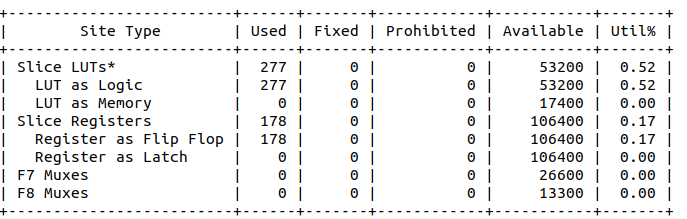 +-------------------------+------+-------+------------+-----------+-------+
|        Site Type        | Used | Fixed | Prohibited | Available | Util% |
+-------------------------+------+-------+------------+-----------+-------+
| Slice LUTs*             |  277 |     0 |          0 |     53200 |  0.52 |
|   LUT as Logic          |  277 |     0 |          0 |     53200 |  0.52 |
|   LUT as Memory         |    0 |     0 |          0 |     17400 |  0.00 |
| Slice Registers         |  178 |     0 |          0 |    106400 |  0.17 |
|   Register as Flip Flop |  178 |     0 |          0 |    106400 |  0.17 |
|   Register as Latch     |    0 |     0 |          0 |    106400 |  0.00 |
| F7 Muxes                |    0 |     0 |          0 |     26600 |  0.00 |
| F8 Muxes                |    0 |     0 |          0 |     13300 |  0.00 |
+-------------------------+------+-------+------------+-----------+-------+